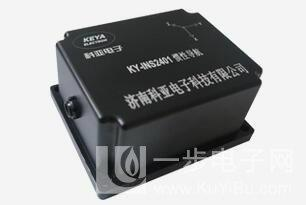 KEYA
ELECTRON
科亚电子
KY-INS2401 惯性导航
济南科亚电子科技有限公司
一步电子网
www.kuyibu.com